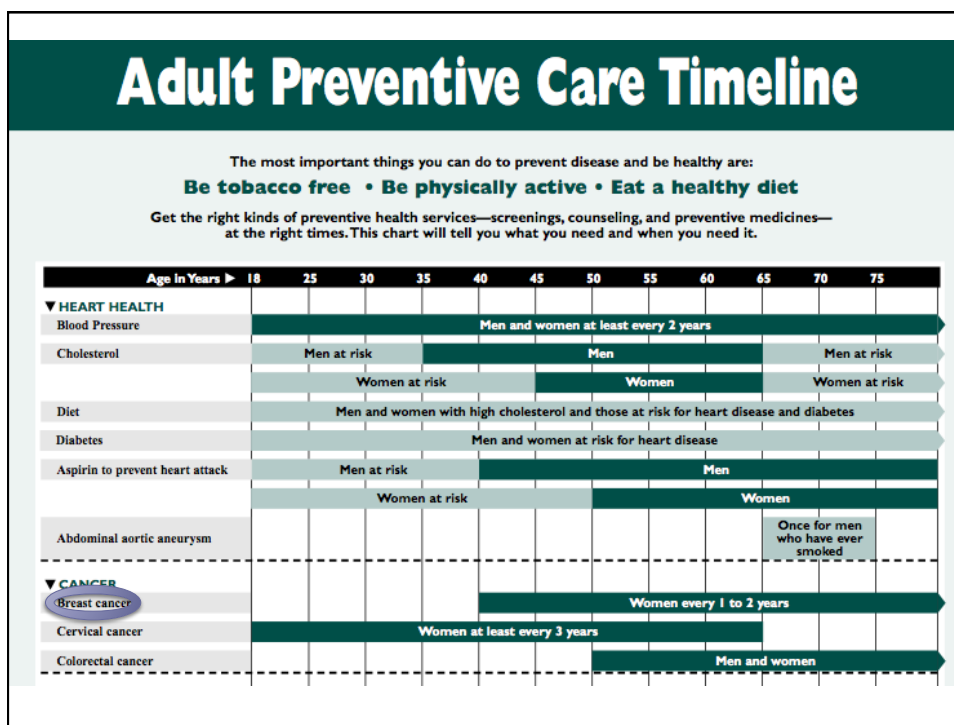 Adult Preventive Care Timeline
The most important things you can do to prevent disease and be healthy are:
Be tobacco free • Be physically active • Eat a healthy diet
Get the right kinds of preventive health services—screenings, counseling, and preventive medicines—
at the right times. This chart will tell you what you need and when you need it.
Age in Years ▶ 18 25 30 35 40 45 50 55 60 65 70 75
▼ HEART HEALTH
Blood Pressure Men and women at least every 2 years
Cholesterol Men at risk Men Men at risk
Women at risk Women Women at risk
Diet Men and women with high cholesterol and those at risk for heart disease and diabetes
Diabetes Men and women at risk for heart disease
Aspirin to prevent heart attack Men at risk Men
Women at risk Women
Abdominal aortic aneurysm Once for men
who have ever
smoked
▼ CANCER
Breast cancer Women every 1 to 2 years
Cervical cancer Women at least every 3 years
Colorectal cancer Men and women